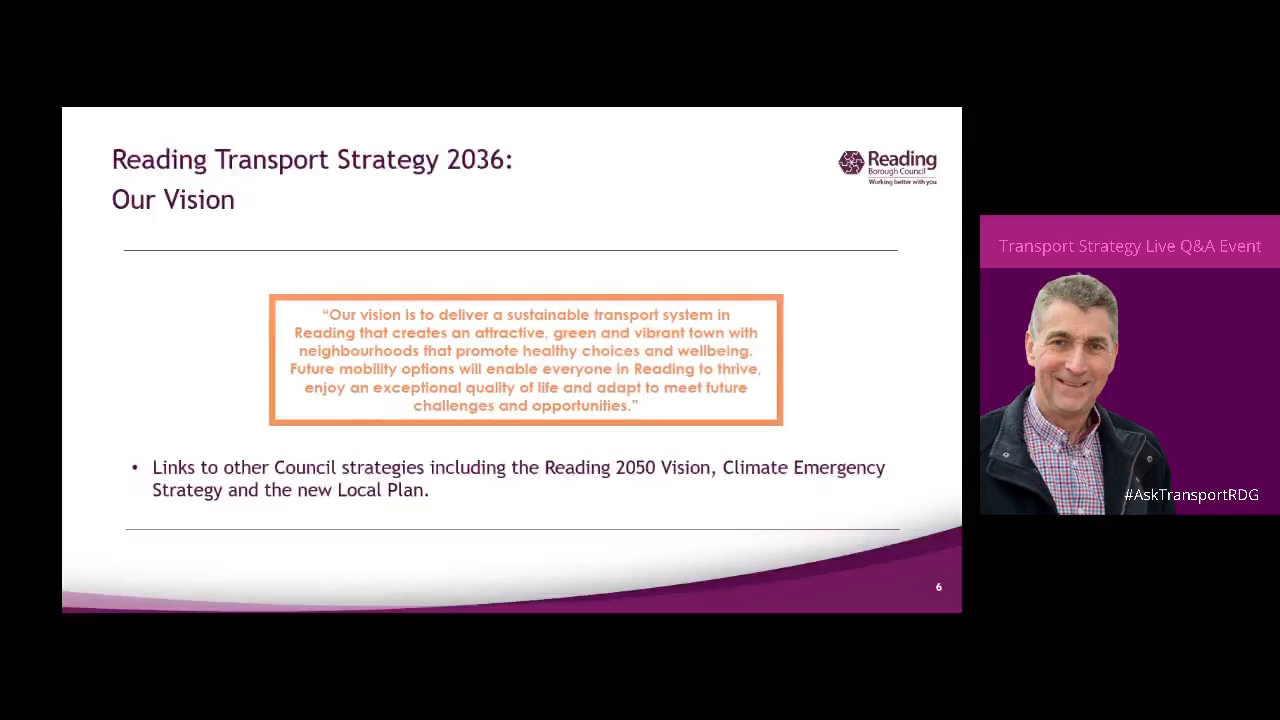 Reading Transport Strategy 2036:
Our Vision
Reading
Borough Council
Working better with you
“Our vision is to deliver a sustainable transport system in
Reading that creates an attractive, green and vibrant town with
neighbourhoods that promote healthy choices and wellbeing.
Future mobility options will enable everyone in Reading to thrive,
enjoy an exceptional quality of life and adapt to meet future
challenges and opportunities.”
• Links to other Council strategies including the Reading 2050 Vision, Climate Emergency
Strategy and the new Local Plan.
6
Transport Strategy Live Q&A Event
#AskTransportRDG